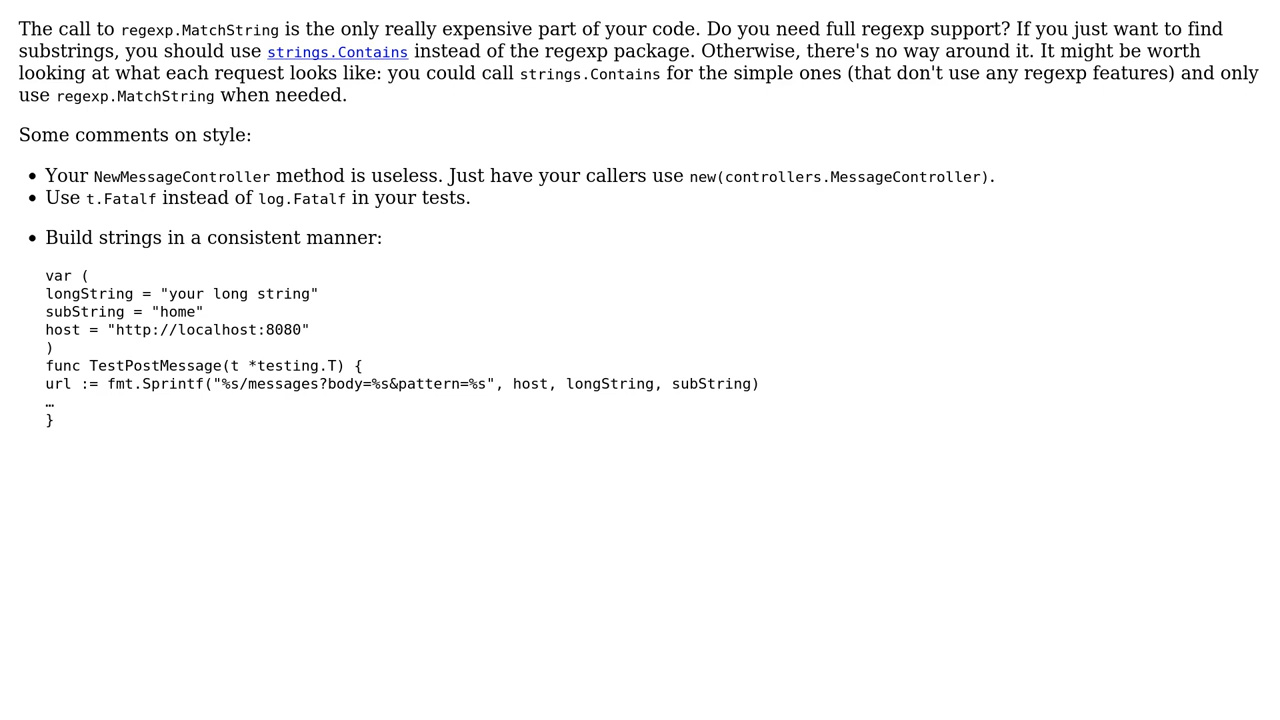 The call to regexp.MatchString is the only really expensive part of your code. Do you need full regexp support? If you just want to find
substrings, you should use strings.Contains instead of the regexp package. Otherwise, there's no way around it. It might be worth
looking at what each request looks like: you could call strings.Contains for the simple ones (that don't use any regexp features) and only
use regexp.MatchString when needed.
Some comments on style:
• Your NewMessageController method is useless. Just have your callers use new(controllers.MessageController).
• Use t.Fatalf instead of log.Fatalf in your tests.
• Build strings in a consistent manner:
var (
longString = "your long string"
subString = "home"
host = "http://localhost:8080"
)
func TestPostMessage(t *testing.T) {
url := fmt.Sprintf("%s/messages?body=%s&pattern=%s", host, longString, subString)
…
}